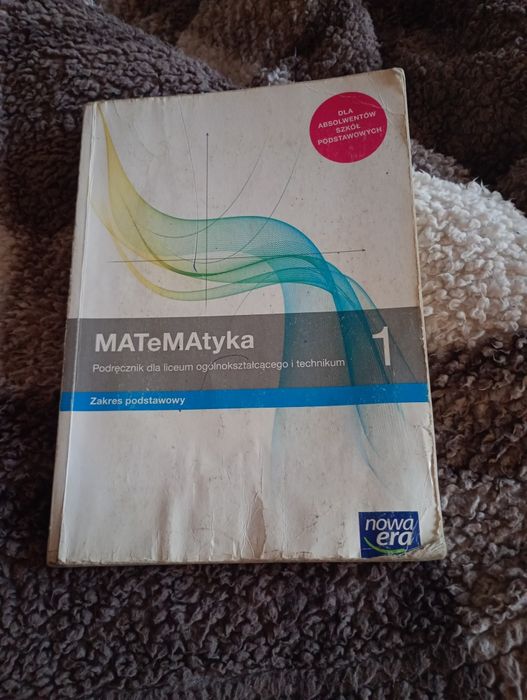 DLA
ABSOLWENTÓW
SZKÓŁ
PODSTAWOWYCH
MATeMAtyka
1
Podręcznik dla liceum ogólnokształcącego i technikum
Zakres podstawowy
nowa
era